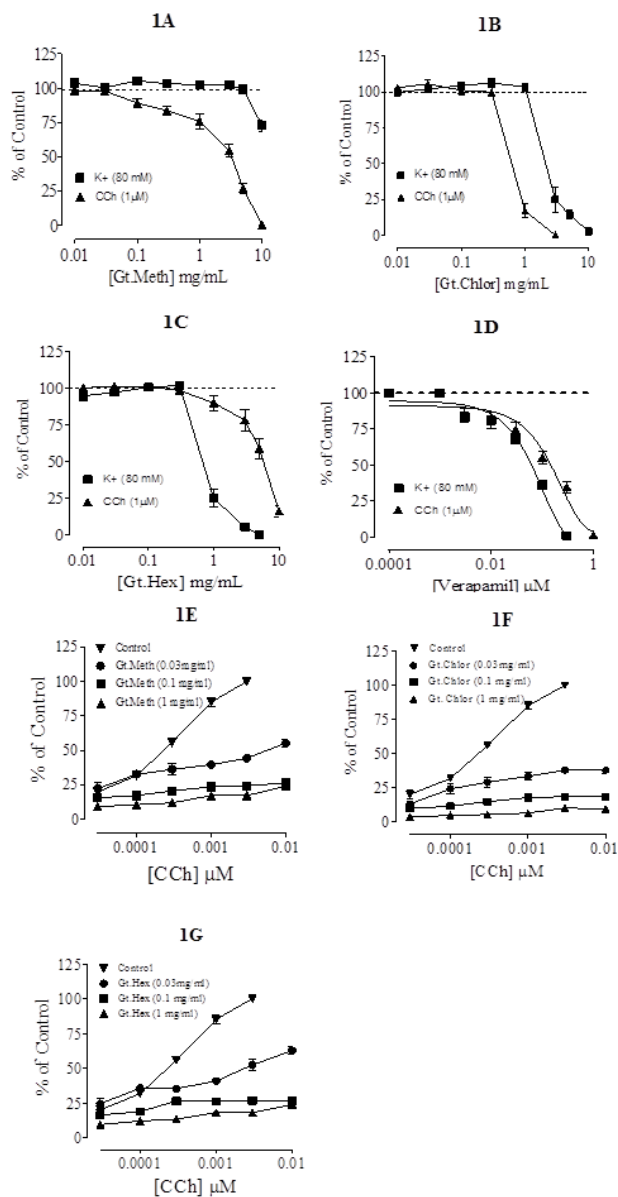 1A
125
100
75
50
25
0
% of Control
K+ (80 mM)
CCh (1µM)
0.01 0.1 1 10
[Gt.Meth] mg/mL
1B
125
100
75
50
25
0
% of Control
K+ (80 mM)
CCh (1µM)
0.01 0.1 1 10
[Gt.Chlor] mg/mL
1C
125
100
75
50
25
0
% of Control
K+ (80 mM)
CCh (1µM)
0.01 0.1 1 10
[Gt.Hex] mg/mL
1D
125
100
75
50
25
0
% of Control
K+ (80 mM)
CCh (1µM)
0.0001 0.01 1
[Verapamil] µM
1E
125
100
75
50
25
0
% of Control
Control
Gt.Meth (0.03mg/ml)
Gt.Meth (0.1 mg/ml)
Gt.Meth (1 mg/ml)
0.0001 0.001 0.01
[CCh] µM
1F
125
100
75
50
25
0
% of Control
Control
Gt.Chlor (0.03mg/ml)
Gt.Chlor (0.1 mg/ml)
Gt. Chlor (1 mg/ml)
0.0001 0.001 0.01
[CCh] µM
1G
125
100
75
50
25
0
% of Control
Control
Gt.Hex (0.03mg/ml)
Gt.Hex (0.1 mg/ml)
Gt.Hex (1 mg/ml)
0.0001 0.001 0.01
[CCh] µM